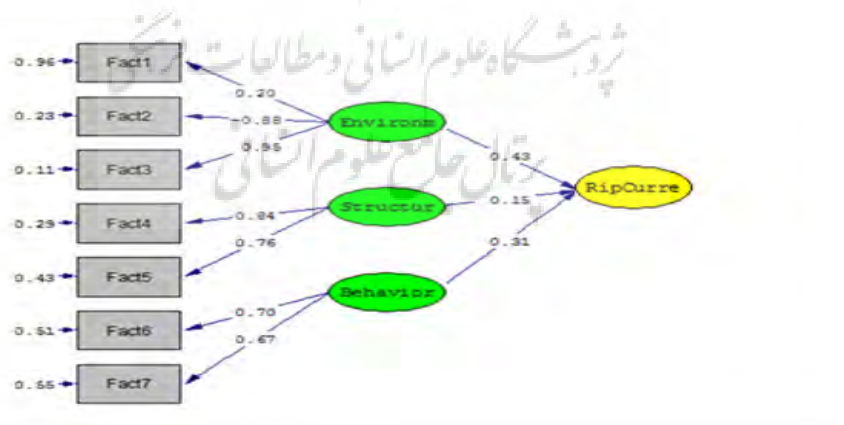 پژوهشگاه علوم انسانی و مطالعات فرهنگی
پرتال جامع علوم انسانی
0.96 Fact1
0.20
0.23 Fact2
-0.88 Environm
0.95
0.11 Fact3
0.43
RipCurre
0.29 Fact4
0.84 Structur
0.15
0.76
0.43 Fact5
0.31
Behavior
0.51 Fact6
0.70
0.67
0.55 Fact7